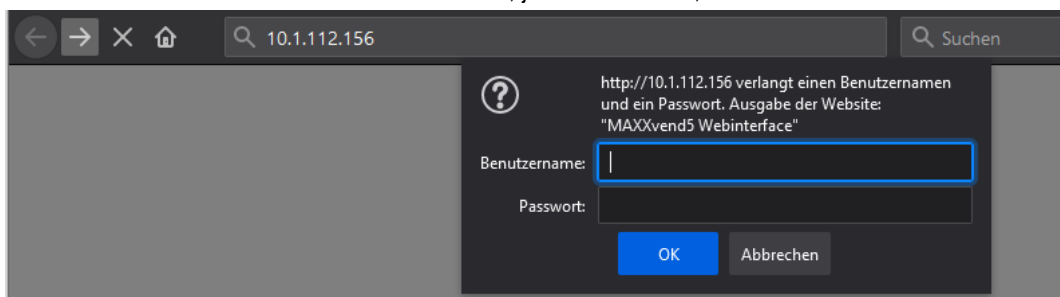 10.1.112.156
Suchen
http://10.1.112.156 verlangt einen Benutzernamen
und ein Passwort. Ausgabe der Website:
"MAXXvend5 Webinterface"
Benutzername:
Passwort:
OK Abbrechen